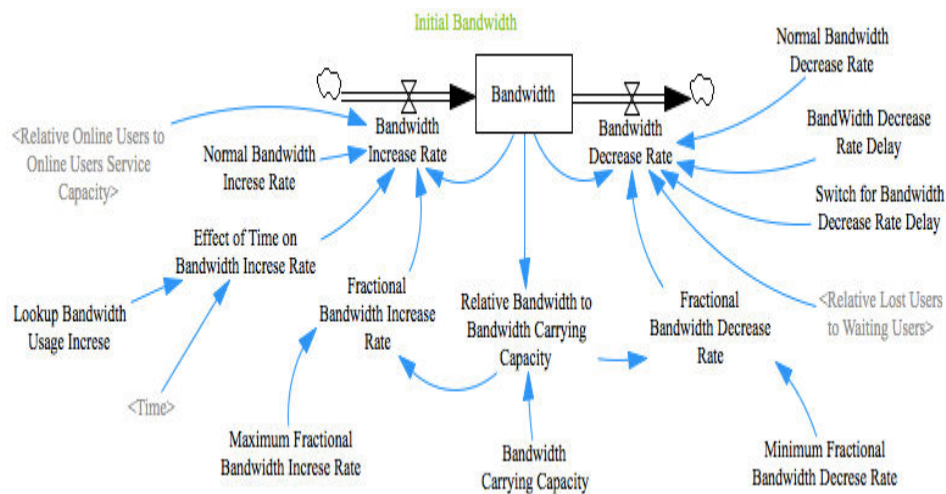 Initial Bandwidth
Bandwidth
Normal Bandwidth
Decrease Rate
<Relative Online Users to
Online Users Service
Capacity>
Bandwidth
Increase Rate
Bandwidth
Decrease Rate
BandWidth Decrease
Rate Delay
Normal Bandwidth
Increse Rate
Switch for Bandwidth
Decrease Rate Delay
Effect of Time on
Bandwidth Increse Rate
Lookup Bandwidth
Usage Increse
Fractional
Bandwidth Increase
Rate
Relative Bandwidth to
Bandwidth Carrying
Capacity
Fractional
Bandwidth Decrease
Rate
<Relative Lost Users
to Waiting Users>
<Time>
Maximum Fractional
Bandwidth Increse Rate
Bandwidth
Carrying Capacity
Minimum Fractional
Bandwidth Decrese Rate